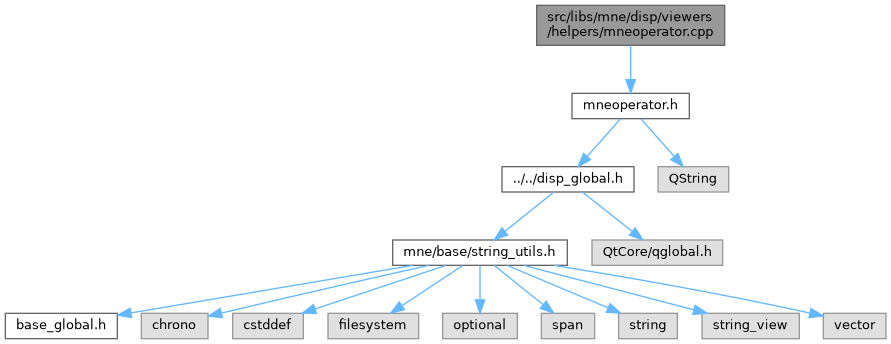 src/libs/mne/disp/viewers
/helpers/mneoperator.cpp
mneoperator.h
../../disp_global.h
QString
mne/base/string_utils.h
QtCore/qglobal.h
base_global.h
chrono
cstddef
filesystem
optional
span
string
string_view
vector